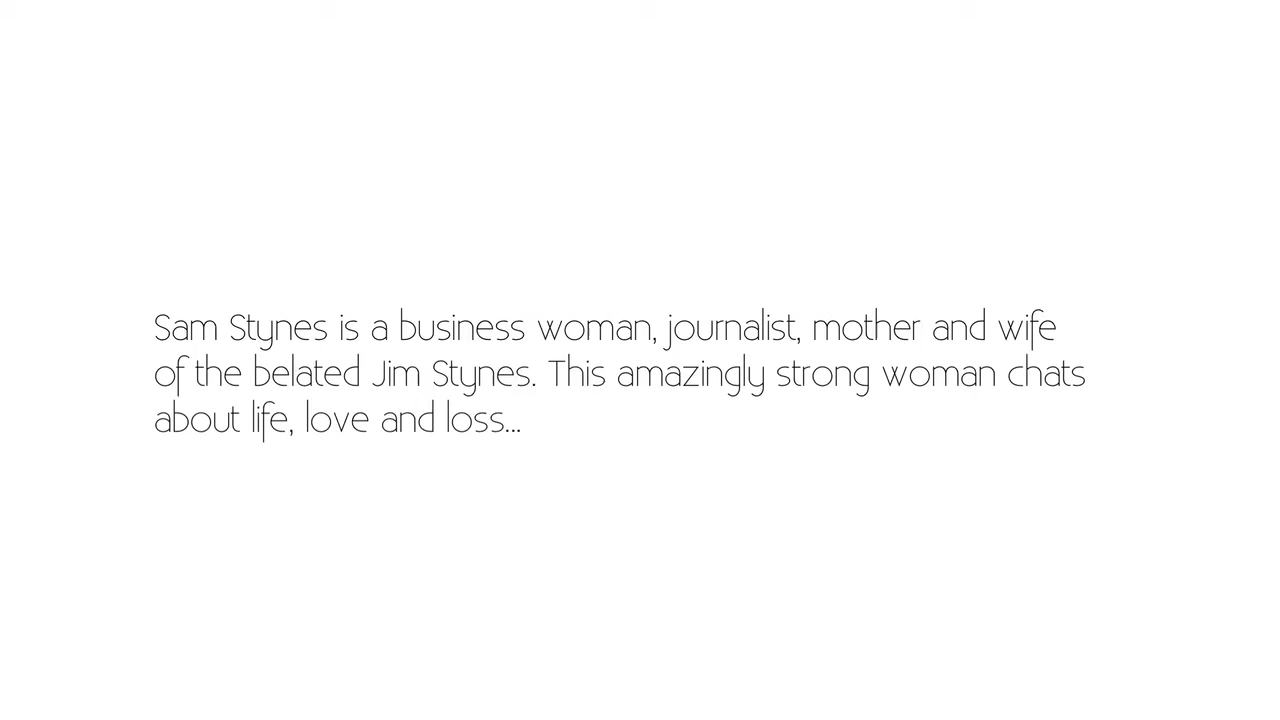 Sam Stynes is a business woman, journalist, mother and wife
of the belated Jim Stynes. This amazingly strong woman chats
about life, love and loss...